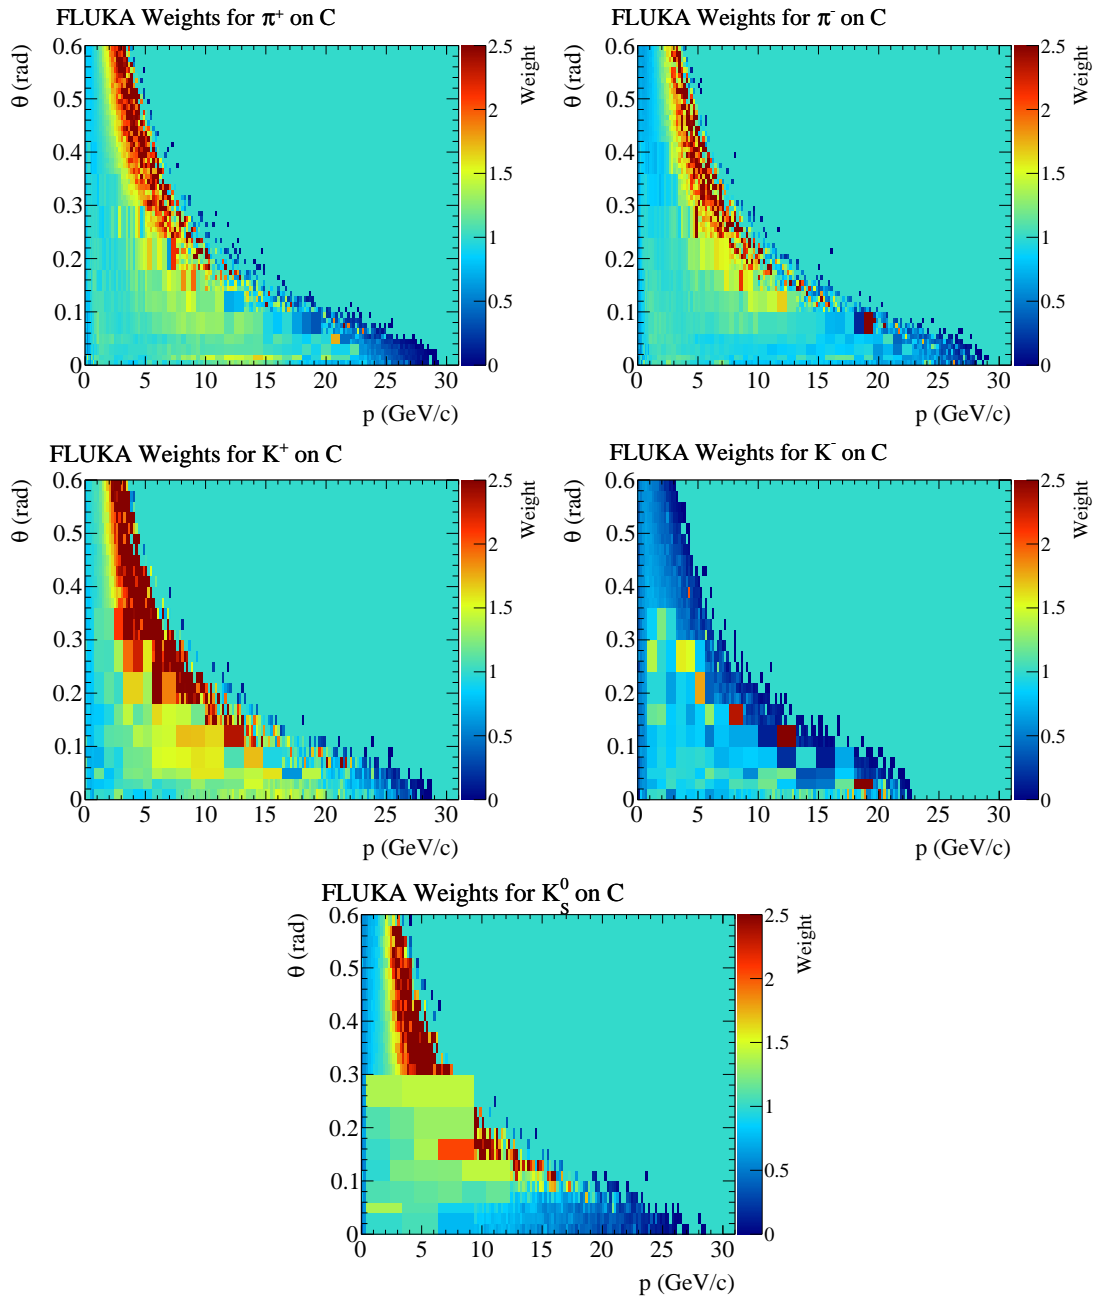 FLUKA Weights for π⁺ on C
θ (rad)
0.6
0.5
0.4
0.3
0.2
0.1
0
0 5 10 15 20 25 30
p (GeV/c)
2.5
2
1.5
1
0.5
0
Weight
FLUKA Weights for π⁻ on C
θ (rad)
0.6
0.5
0.4
0.3
0.2
0.1
0
0 5 10 15 20 25 30
p (GeV/c)
2.5
2
1.5
1
0.5
0
Weight
FLUKA Weights for K⁺ on C
θ (rad)
0.6
0.5
0.4
0.3
0.2
0.1
0
0 5 10 15 20 25 30
p (GeV/c)
2.5
2
1.5
1
0.5
0
Weight
FLUKA Weights for K⁻ on C
θ (rad)
0.6
0.5
0.4
0.3
0.2
0.1
0
0 5 10 15 20 25 30
p (GeV/c)
2.5
2
1.5
1
0.5
0
Weight
FLUKA Weights for K⁰_S on C
θ (rad)
0.6
0.5
0.4
0.3
0.2
0.1
0
0 5 10 15 20 25 30
p (GeV/c)
2.5
2
1.5
1
0.5
0
Weight